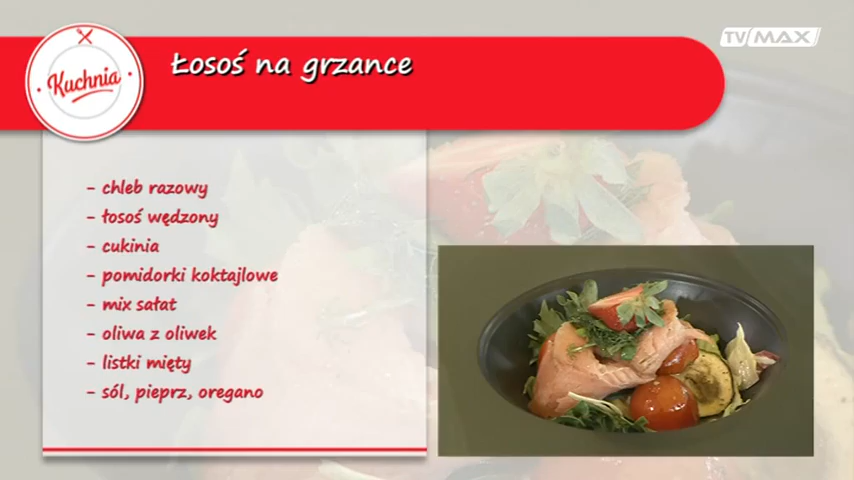 Łosoś na grzance
TV MAX
Kuchnia
- chleb razowy
- łosoś wędzony
- cukinia
- pomidorki koktajlowe
- mix sałat
- oliwa z oliwek
- listki mięty
- sól, pieprz, oregano